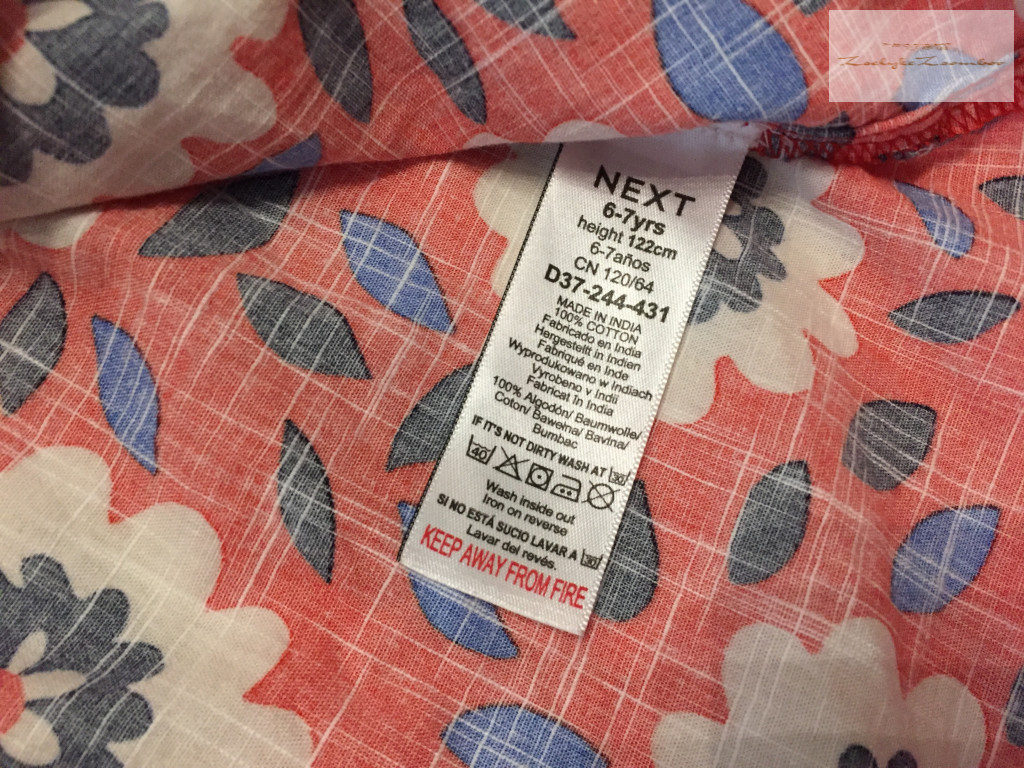 NEXT
6-7yrs
height 122cm
6-7años
CN 120/64
D37-244-431
MADE IN INDIA
100% COTTON
Fabricado en India
Hergestellt in Indien
Fabriqué en Inde
Wyprodukowano w Indiach
Vyrobeno v Indii
Fabricat în India
100% Algodón/ Baumwolle/
Coton/ Bawełna/ Bavlna/
Bumbac
IF IT'S NOT DIRTY WASH AT 30
40
Wash inside out
Iron on reverse
SI NO ESTÁ SUCIO LAVAR A 30
Lavar del revés.
KEEP AWAY FROM FIRE